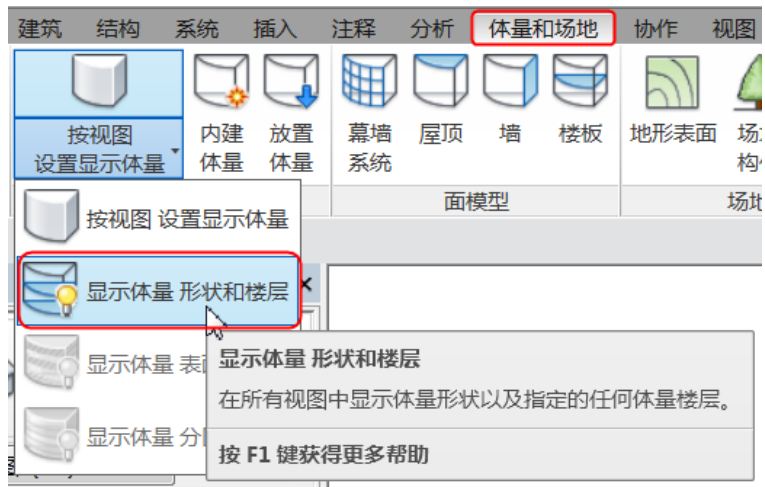 建筑 结构 系统 插入 注释 分析 体量和场地 协作 视图
按视图 设置显示体量
内建 体量
放置 体量
幕墙 系统
屋顶
墙
楼板
地形表面
面模型
按视图 设置显示体量
显示体量 形状和楼层
显示体量
显示体量
显示体量 形状和楼层
在所有视图中显示体量形状以及指定的任何体量楼层。
按 F1 键获得更多帮助